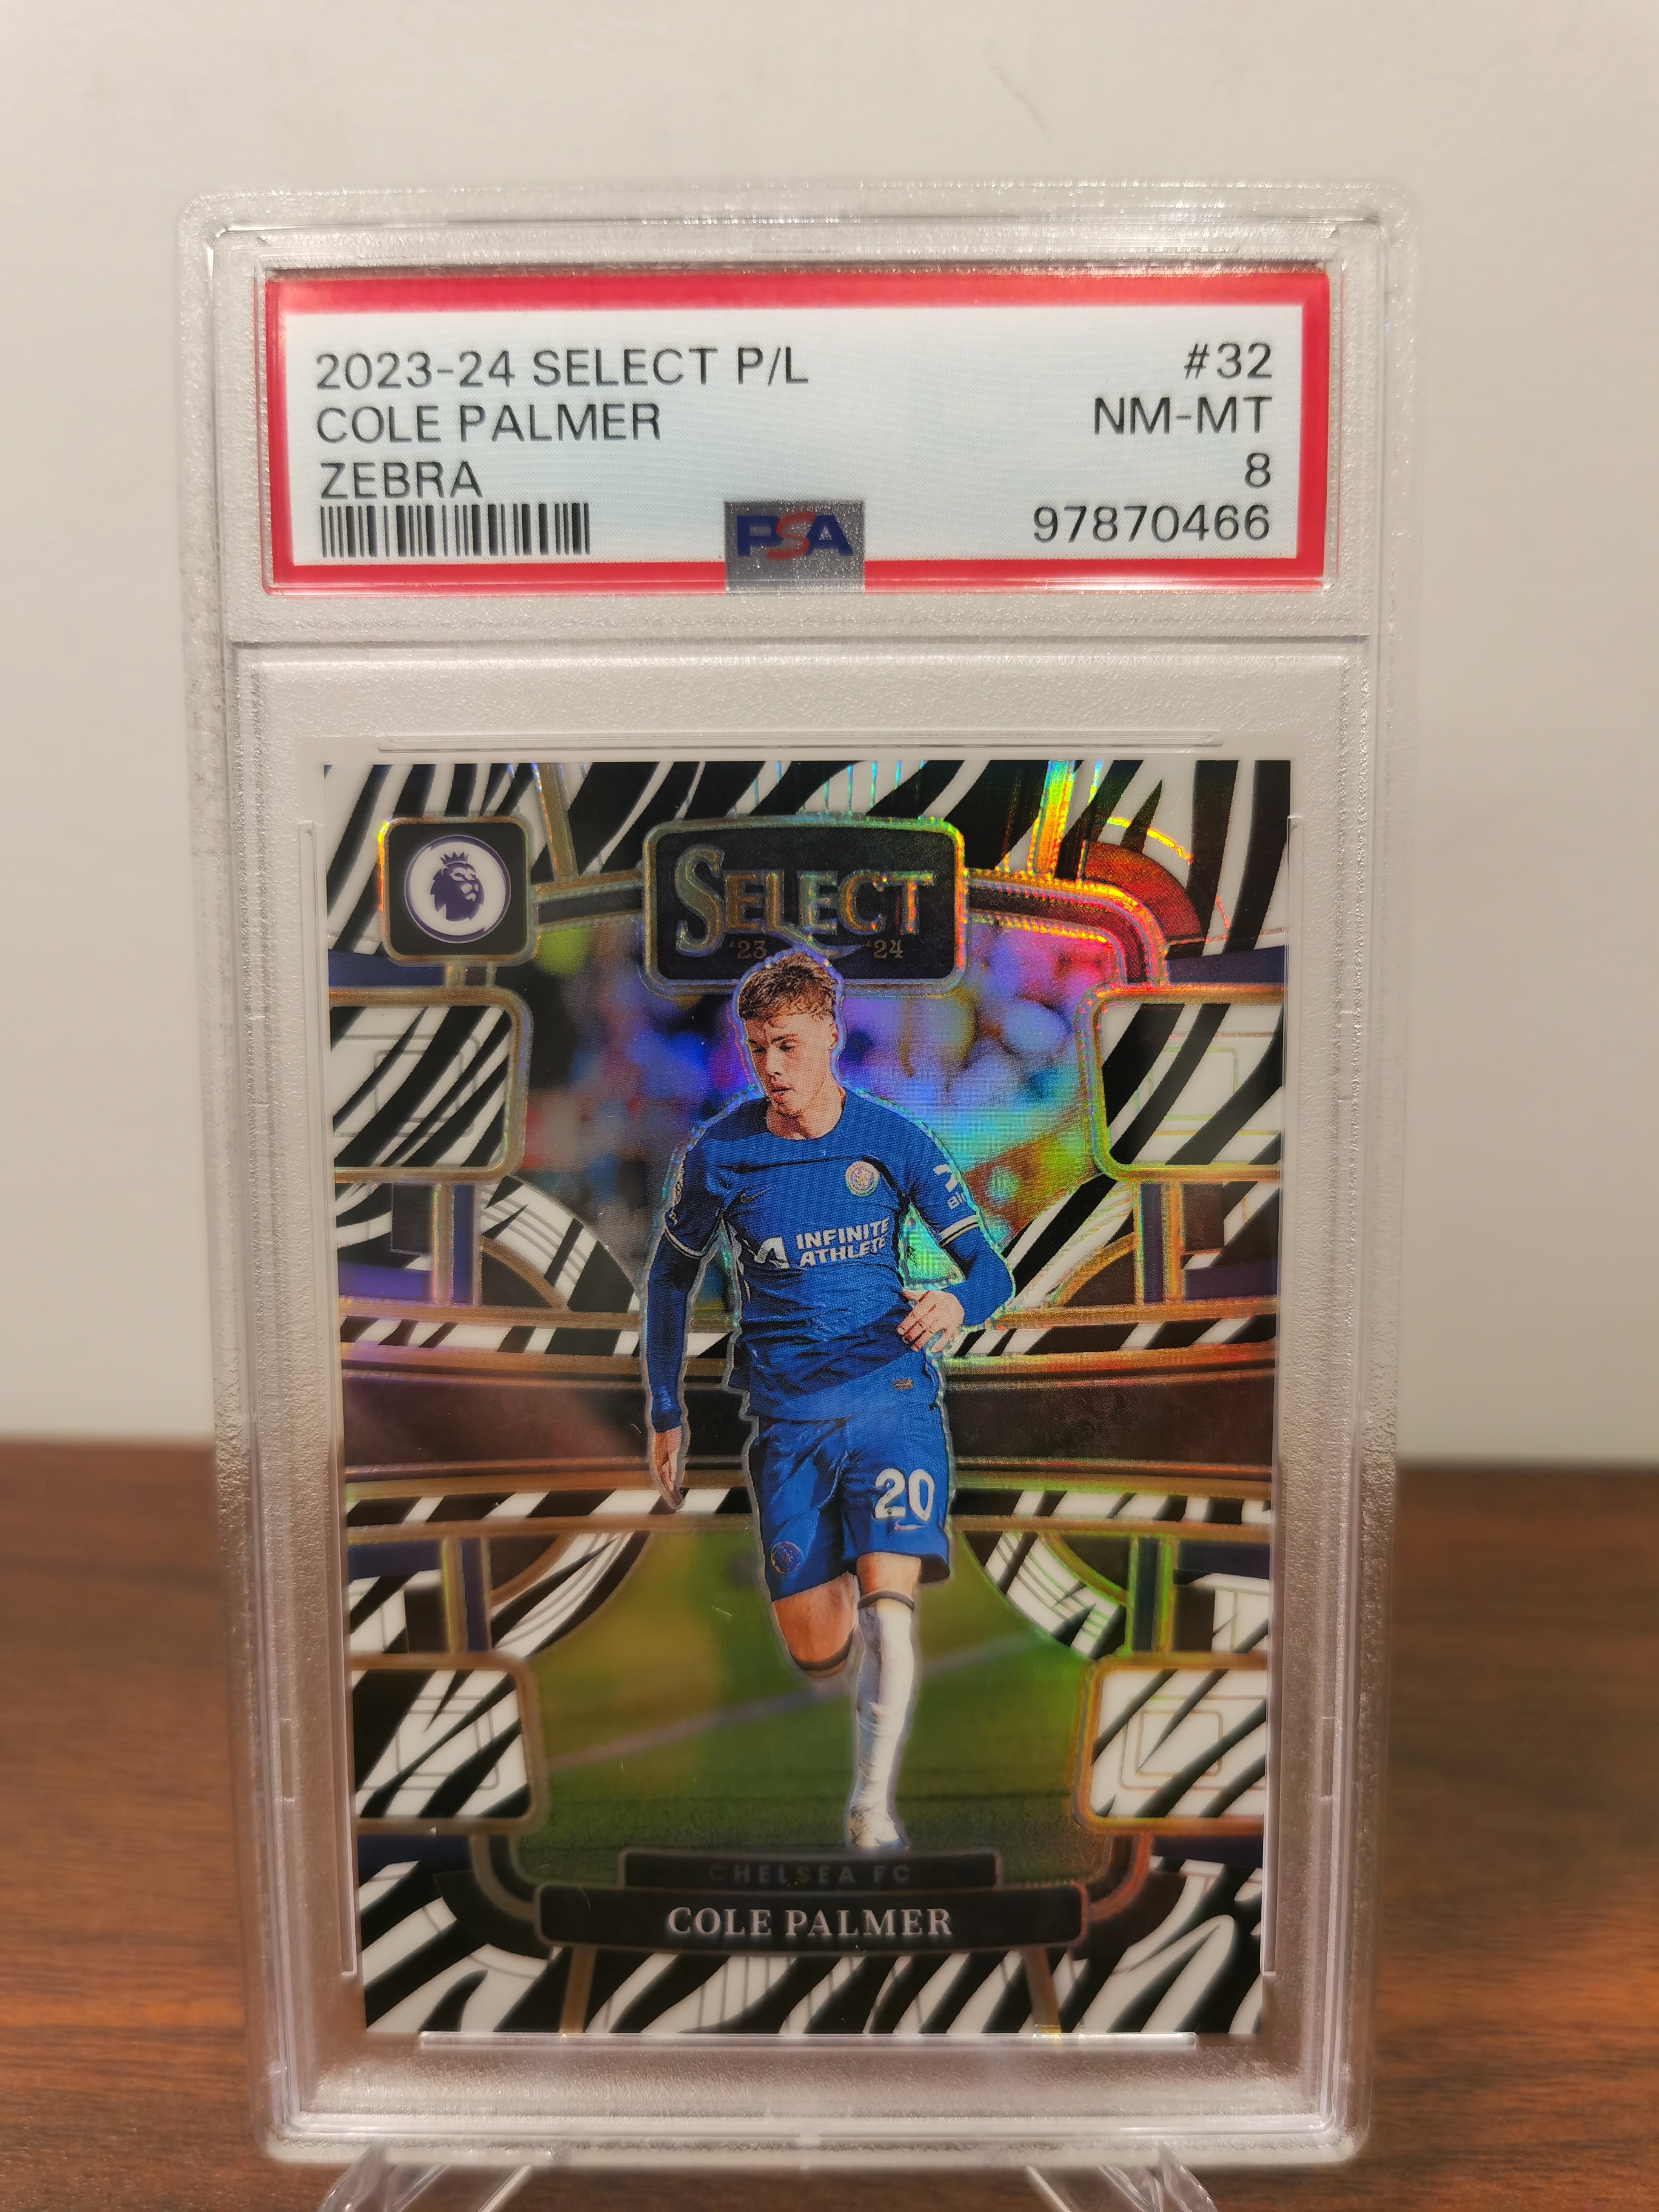 2023-24 SELECT P/L
#32
COLE PALMER
NM-MT
ZEBRA
8
PSA
97870466
SELECT
'23 '24
INFINITE
ATHLETE
20
CHELSEA FC
COLE PALMER